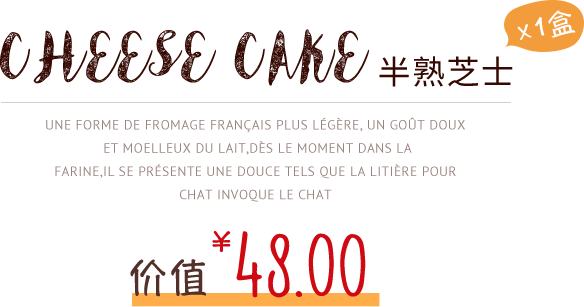 CHEESE CAKE 半熟芝士 x1盒
UNE FORME DE FROMAGE FRANÇAIS PLUS LÉGÈRE, UN GOÛT DOUX
ET MOELLEUX DU LAIT,DÈS LE MOMENT DANS LA
FARINE,IL SE PRÉSENTE UNE DOUCE TELS QUE LA LITIÈRE POUR
CHAT INVOQUE LE CHAT
价值 ¥48.00